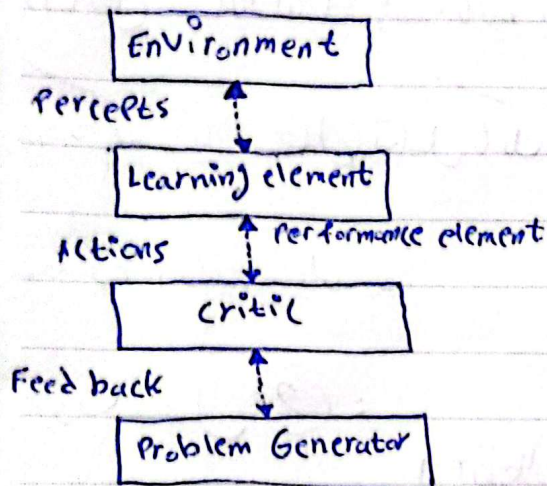 Environment
Percepts
Learning element
Actions Performance element
Critic
Feed back
Problem Generator